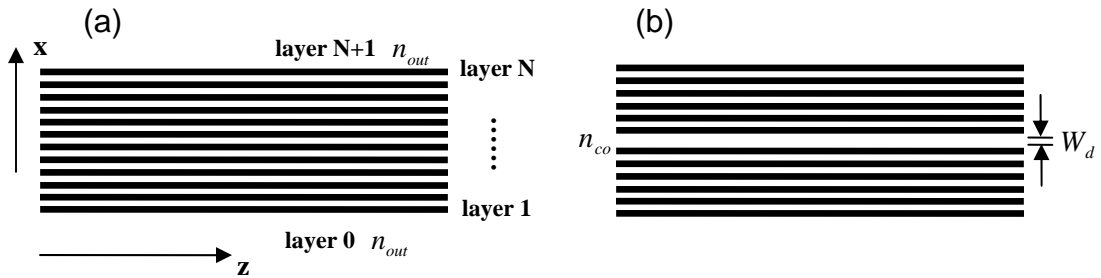 (a)
x
layer N+1 n_out
layer N
layer 1
layer 0 n_out
z
(b)
n_co
W_d